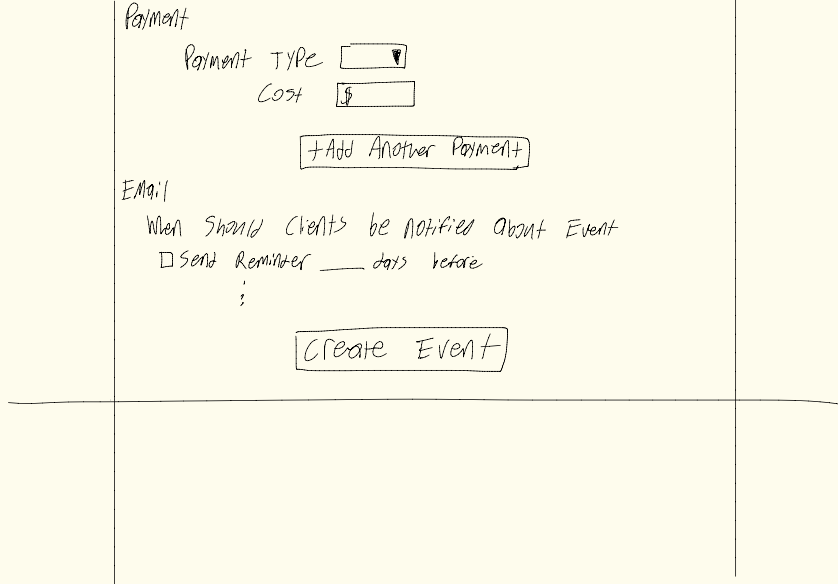 Payment
Payment Type
Cost $
+Add Another Payment
Email
When Should Clients be notified About Event
Send Reminder ____ days before
Create Event